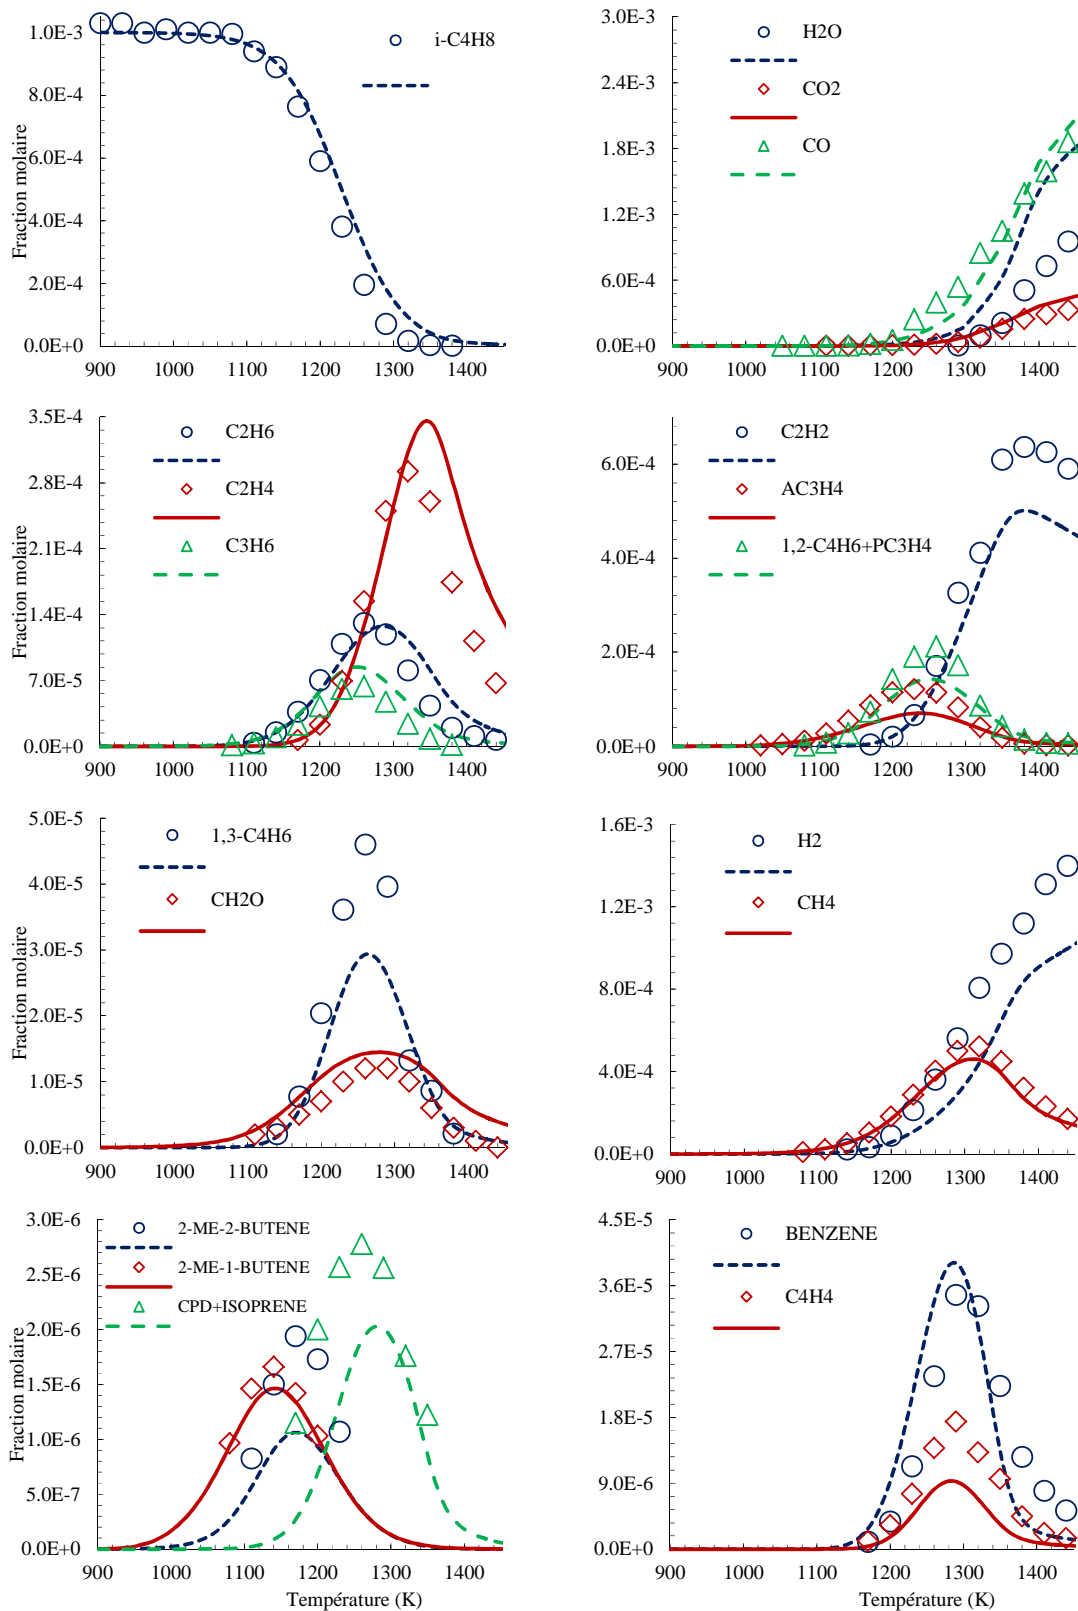 1.0E-3
8.0E-4
6.0E-4
4.0E-4
2.0E-4
0.0E+0
900 1000 1100 1200 1300 1400
Fraction molaire
i-C4H8
3.0E-3
2.4E-3
1.8E-3
1.2E-3
6.0E-4
0.0E+0
900 1000 1100 1200 1300 1400
H2O
CO2
CO
3.5E-4
2.8E-4
2.1E-4
1.4E-4
7.0E-5
0.0E+0
900 1000 1100 1200 1300 1400
Fraction molaire
C2H6
C2H4
C3H6
6.0E-4
4.0E-4
2.0E-4
0.0E+0
900 1000 1100 1200 1300 1400
C2H2
AC3H4
1,2-C4H6+PC3H4
5.0E-5
4.0E-5
3.0E-5
2.0E-5
1.0E-5
0.0E+0
900 1000 1100 1200 1300 1400
Fraction molaire
1,3-C4H6
CH2O
1.6E-3
1.2E-3
8.0E-4
4.0E-4
0.0E+0
900 1000 1100 1200 1300 1400
H2
CH4
3.0E-6
2.5E-6
2.0E-6
1.5E-6
1.0E-6
5.0E-7
0.0E+0
900 1000 1100 1200 1300 1400
Fraction molaire
Température (K)
2-ME-2-BUTENE
2-ME-1-BUTENE
CPD+ISOPRENE
4.5E-5
3.6E-5
2.7E-5
1.8E-5
9.0E-6
0.0E+0
900 1000 1100 1200 1300 1400
Température (K)
BENZENE
C4H4